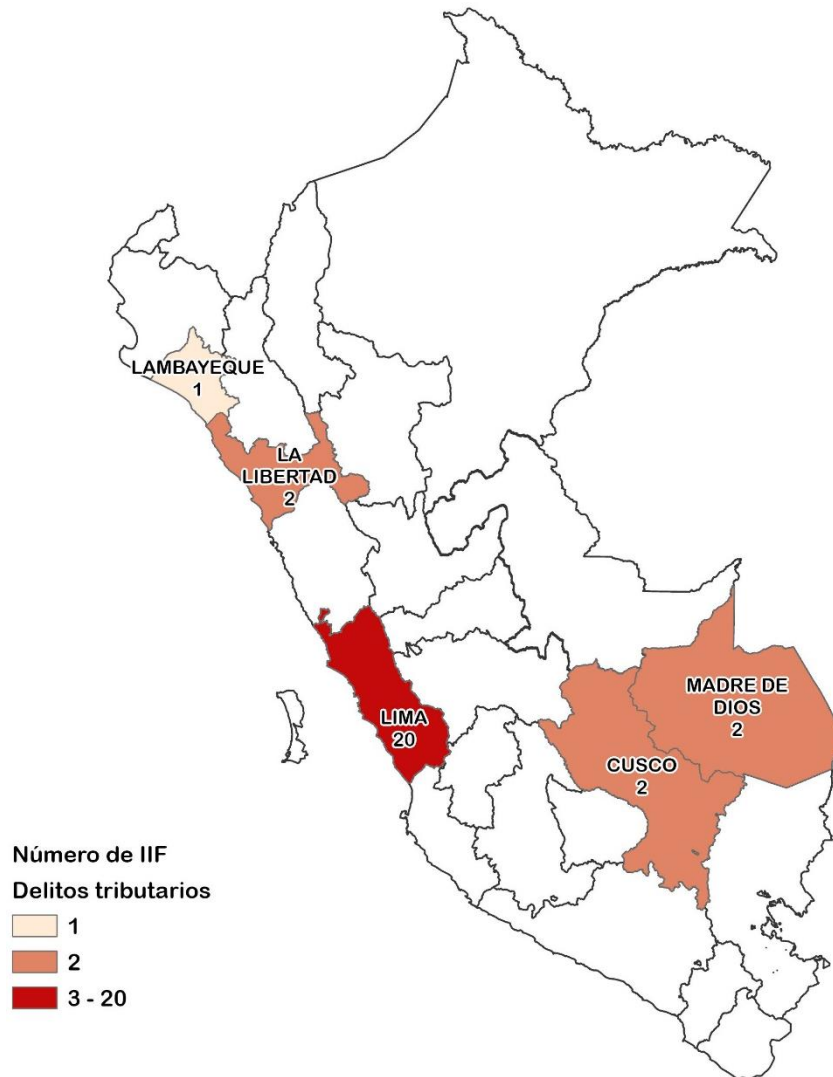 LAMBAYEQUE
1
LA
LIBERTAD
2
LIMA
20
MADRE DE
DIOS
2
CUSCO
2
Número de IIF
Delitos tributarios
1
2
3 - 20